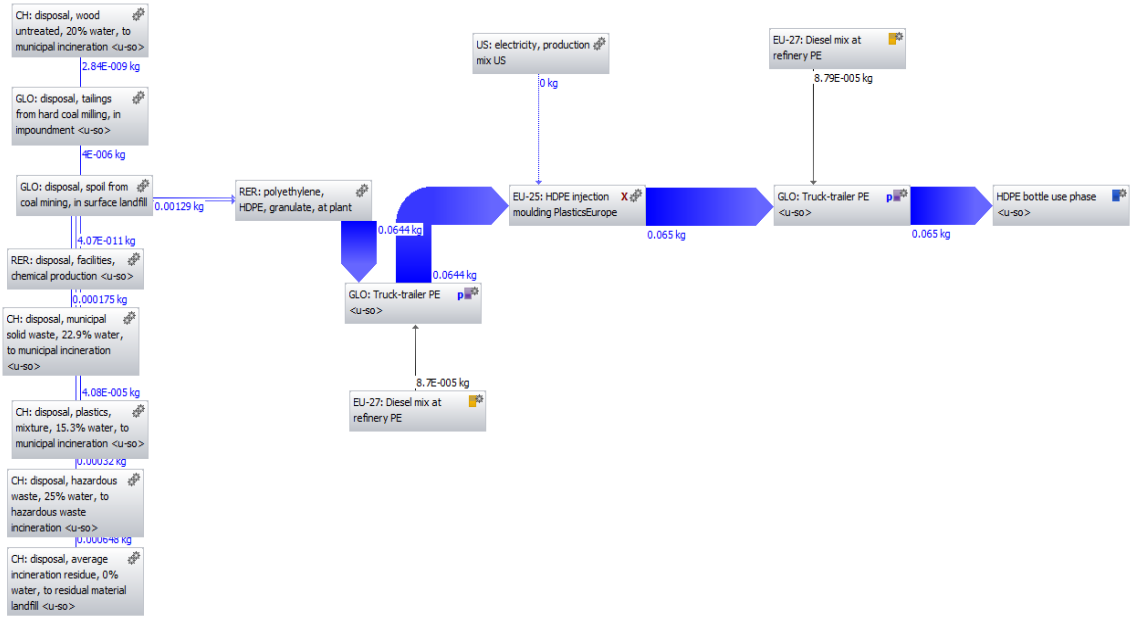 CH: disposal, wood
untreated, 20% water, to
municipal incineration <u-so>
2.84E-009 kg
GLO: disposal, tailings
from hard coal milling, in
impoundment <u-so>
4E-006 kg
GLO: disposal, spoil from
coal mining, in surface landfill
0.00129 kg
4.07E-011 kg
RER: disposal, facilities,
chemical production <u-so>
0.000175 kg
CH: disposal, municipal
solid waste, 22.9% water,
to municipal incineration
<u-so>
4.08E-005 kg
CH: disposal, plastics,
mixture, 15.3% water, to
municipal incineration <u-so>
0.00032 kg
CH: disposal, hazardous
waste, 25% water, to
hazardous waste
incineration <u-so>
0.000648 kg
CH: disposal, average
incineration residue, 0%
water, to residual material
landfill <u-so>
RER: polyethylene,
HDPE, granulate, at plant
0.0644 kg
GLO: Truck-trailer PE
p
<u-so>
0.0644 kg
8.7E-005 kg
EU-27: Diesel mix at
refinery PE
US: electricity, production
mix US
0 kg
EU-25: HDPE injection
X
moulding PlasticsEurope
0.065 kg
EU-27: Diesel mix at
refinery PE
8.79E-005 kg
GLO: Truck-trailer PE
p
<u-so>
0.065 kg
HDPE bottle use phase
<u-so>